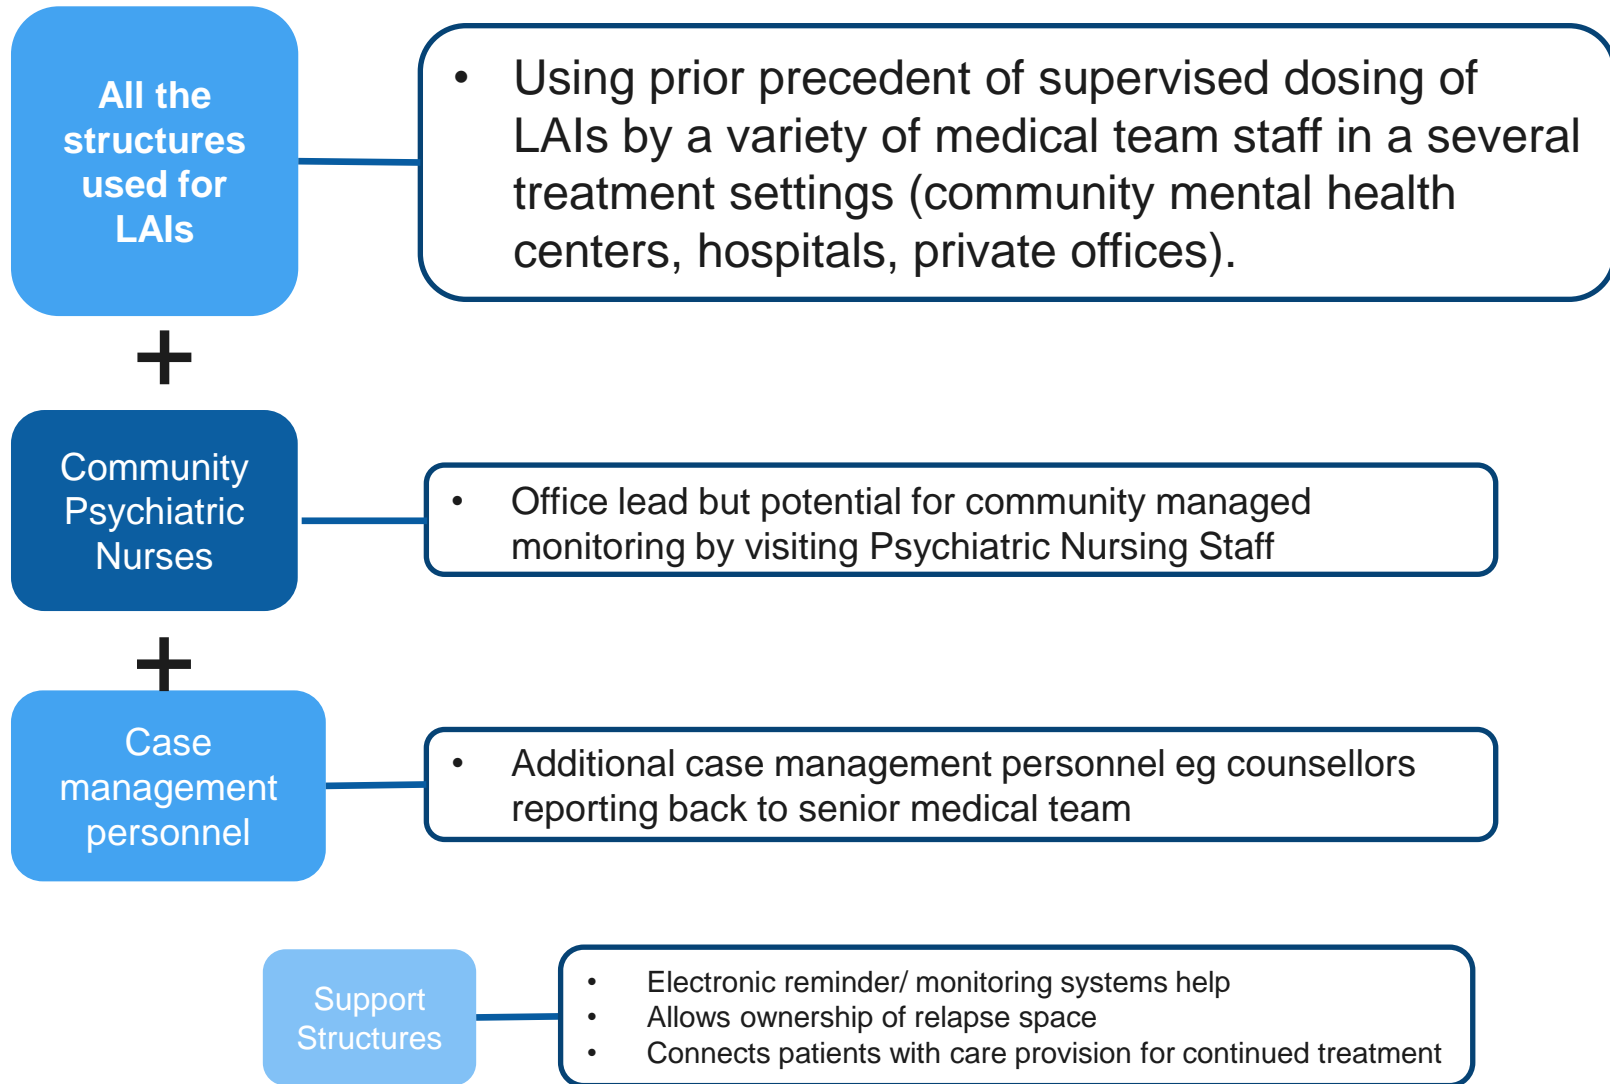 All the
structures
used for
LAIs
• Using prior precedent of supervised dosing of
LAIs by a variety of medical team staff in a several
treatment settings (community mental health
centers, hospitals, private offices).
+
Community
Psychiatric
Nurses
• Office lead but potential for community managed
monitoring by visiting Psychiatric Nursing Staff
+
Case
management
personnel
• Additional case management personnel eg counsellors
reporting back to senior medical team
Support
Structures
• Electronic reminder/ monitoring systems help
• Allows ownership of relapse space
• Connects patients with care provision for continued treatment